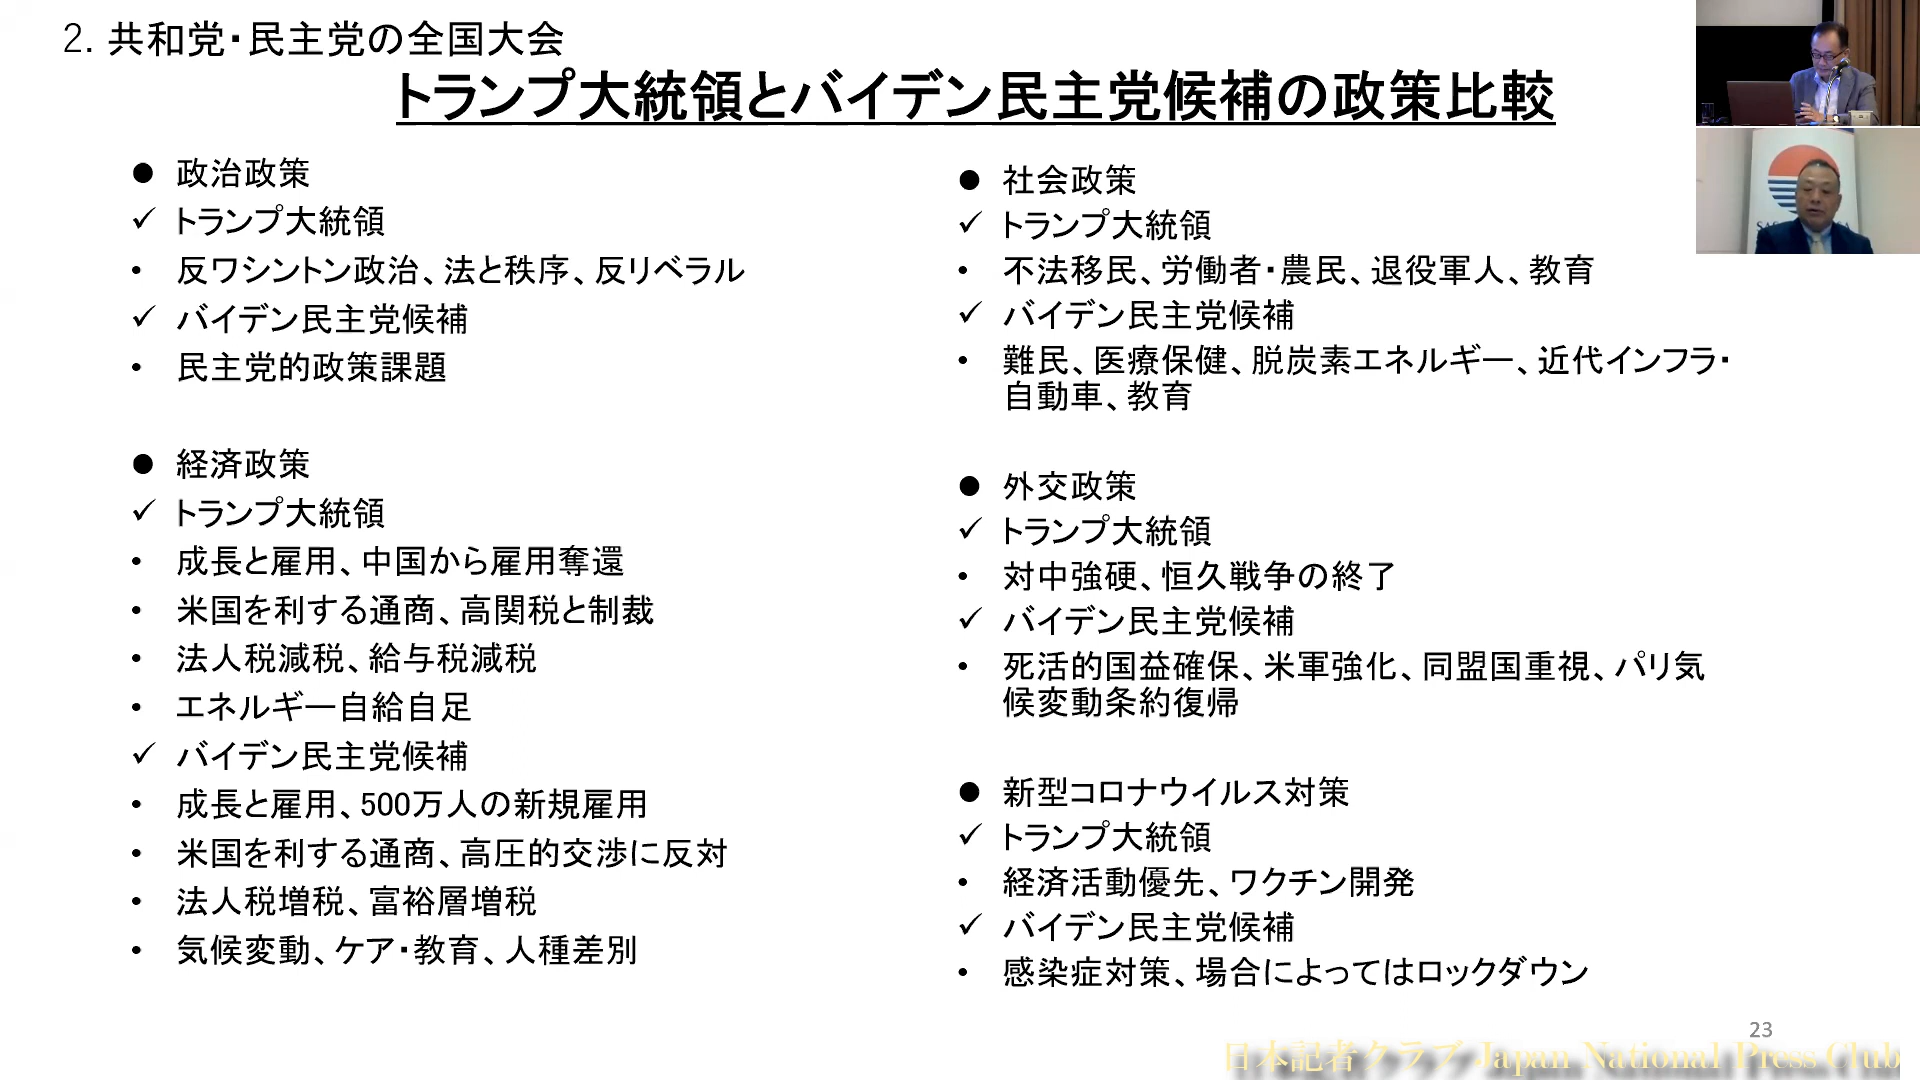 2. 共和党・民主党の全国大会
トランプ大統領とバイデン民主党候補の政策比較
● 政治政策
✓ トランプ大統領
• 反ワシントン政治、法と秩序、反リベラル
✓ バイデン民主党候補
• 民主党的政策課題
● 経済政策
✓ トランプ大統領
• 成長と雇用、中国から雇用奪還
• 米国を利する通商、高関税と制裁
• 法人税減税、給与税減税
• エネルギー自給自足
✓ バイデン民主党候補
• 成長と雇用、500万人の新規雇用
• 米国を利する通商、高圧的交渉に反対
• 法人税増税、富裕層増税
• 気候変動、ケア・教育、人種差別
● 社会政策
✓ トランプ大統領
• 不法移民、労働者・農民、退役軍人、教育
✓ バイデン民主党候補
• 難民、医療保健、脱炭素エネルギー、近代インフラ・
自動車、教育
● 外交政策
✓ トランプ大統領
• 対中強硬、恒久戦争の終了
✓ バイデン民主党候補
• 死活的国益確保、米軍強化、同盟国重視、パリ気
候変動条約復帰
● 新型コロナウイルス対策
✓ トランプ大統領
• 経済活動優先、ワクチン開発
✓ バイデン民主党候補
• 感染症対策、場合によってはロックダウン
23
日本記者クラブ Japan National Press Club